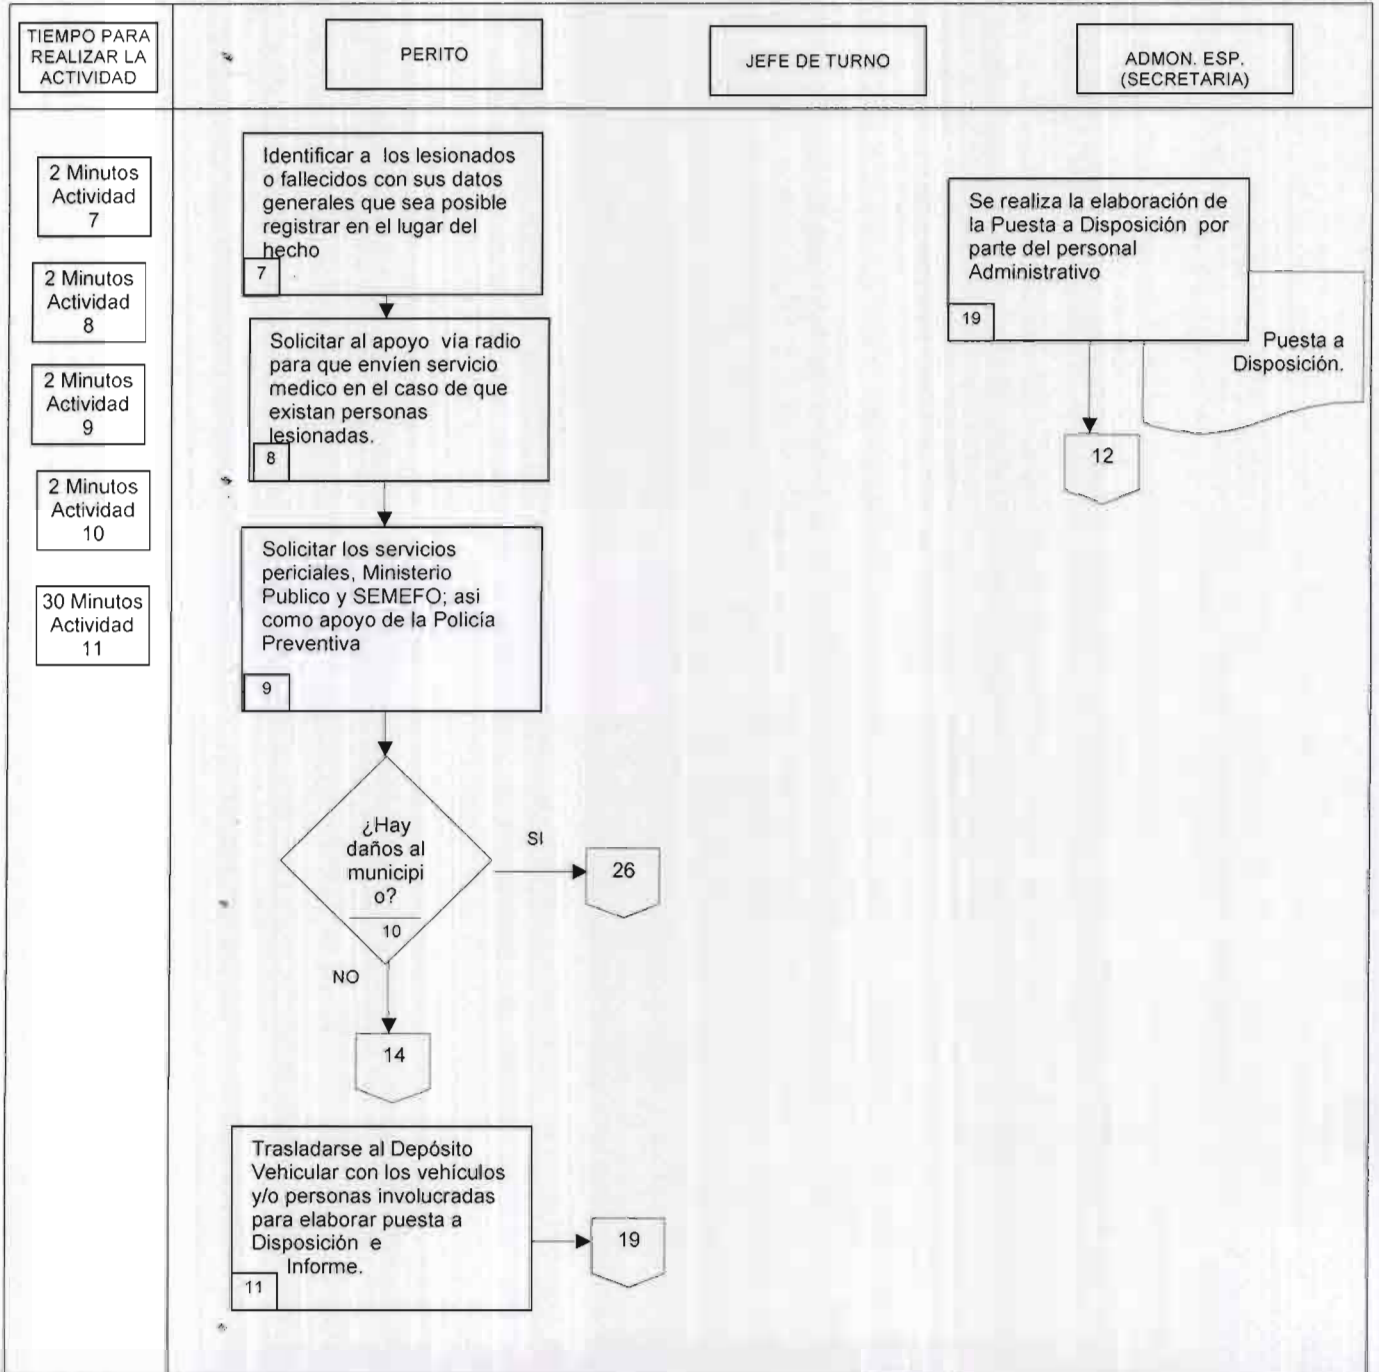 TIEMPO PARA
REALIZAR LA
ACTIVIDAD
PERITO
JEFE DE TURNO
ADMON. ESP.
(SECRETARIA)
2 Minutos
Actividad
7
2 Minutos
Actividad
8
2 Minutos
Actividad
9
2 Minutos
Actividad
10
30 Minutos
Actividad
11
Identificar a los lesionados
o fallecidos con sus datos
generales que sea posible
registrar en el lugar del
hecho
7
Solicitar al apoyo vía radio
para que envíen servicio
medico en el caso de que
existan personas
lesionadas.
8
Solicitar los servicios
periciales, Ministerio
Publico y SEMEFO; asi
como apoyo de la Policía
Preventiva
9
¿Hay
daños al
municipi
o?
10
SI
26
NO
14
Trasladarse al Depósito
Vehicular con los vehículos
y/o personas involucradas
para elaborar puesta a
Disposición e
Informe.
11
19
Se realiza la elaboración de
la Puesta a Disposición por
parte del personal
Administrativo
19
Puesta a
Disposición.
12